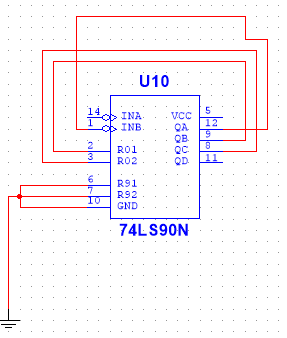 U10
14 INA VCC 5
1 INB QA 12
QB 9
2 R01 QC 8
3 R02 QD 11
6 R91
7 R92
10 GND
74LS90N